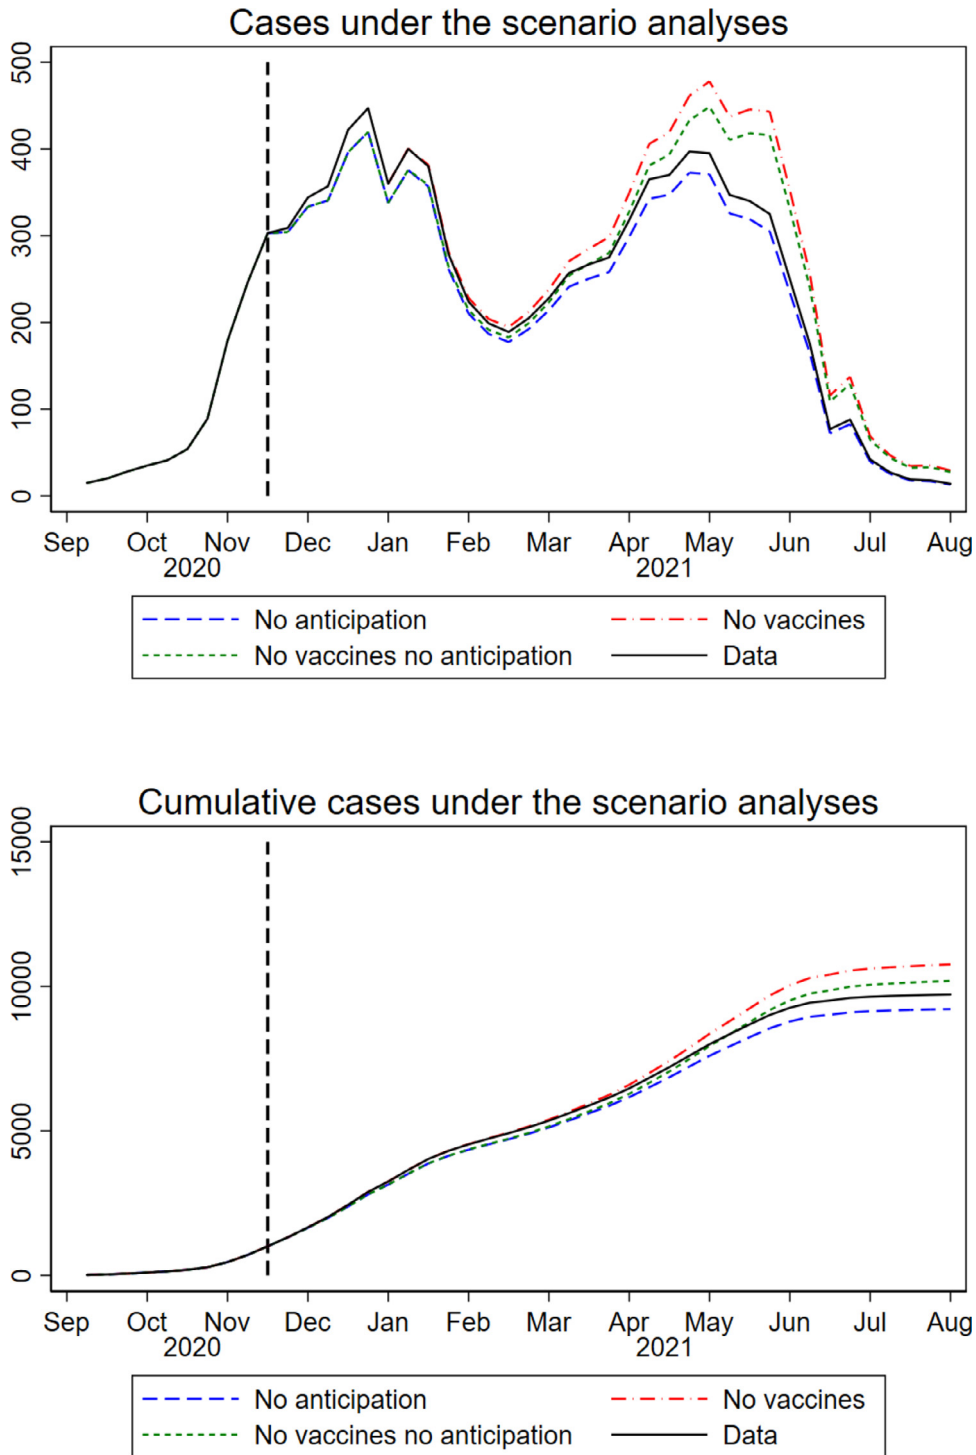 Cases under the scenario analyses
500
400
300
200
100
0
Sep Oct Nov Dec Jan Feb Mar Apr May Jun Jul Aug
2020 2021
No anticipation No vaccines
No vaccines no anticipation Data
Cumulative cases under the scenario analyses
15000
10000
5000
0
Sep Oct Nov Dec Jan Feb Mar Apr May Jun Jul Aug
2020 2021
No anticipation No vaccines
No vaccines no anticipation Data